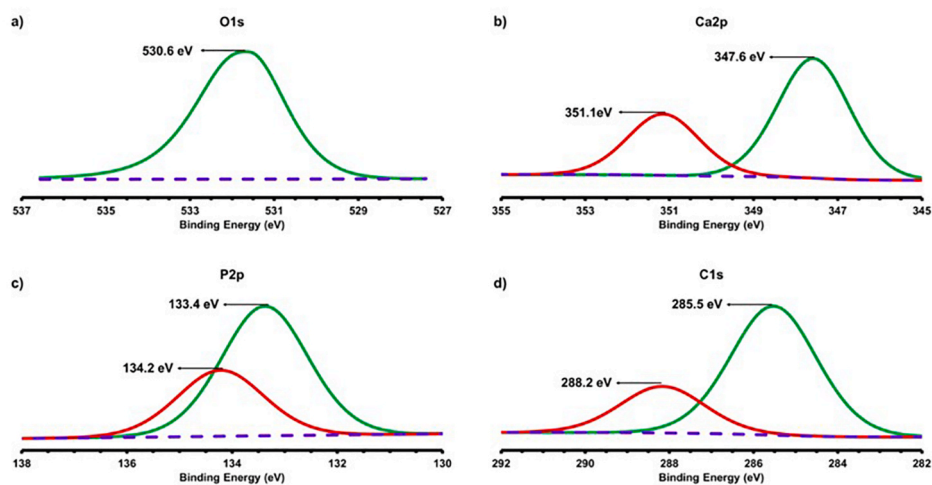 a) O1s
530.6 eV
537 535 533 531 529 527
Binding Energy (eV)
b) Ca2p
347.6 eV
351.1eV
355 353 351 349 347 345
Binding Energy (eV)
c) P2p
133.4 eV
134.2 eV
138 136 134 132 130
Binding Energy (eV)
d) C1s
285.5 eV
288.2 eV
292 290 288 286 284 282
Binding Energy (eV)